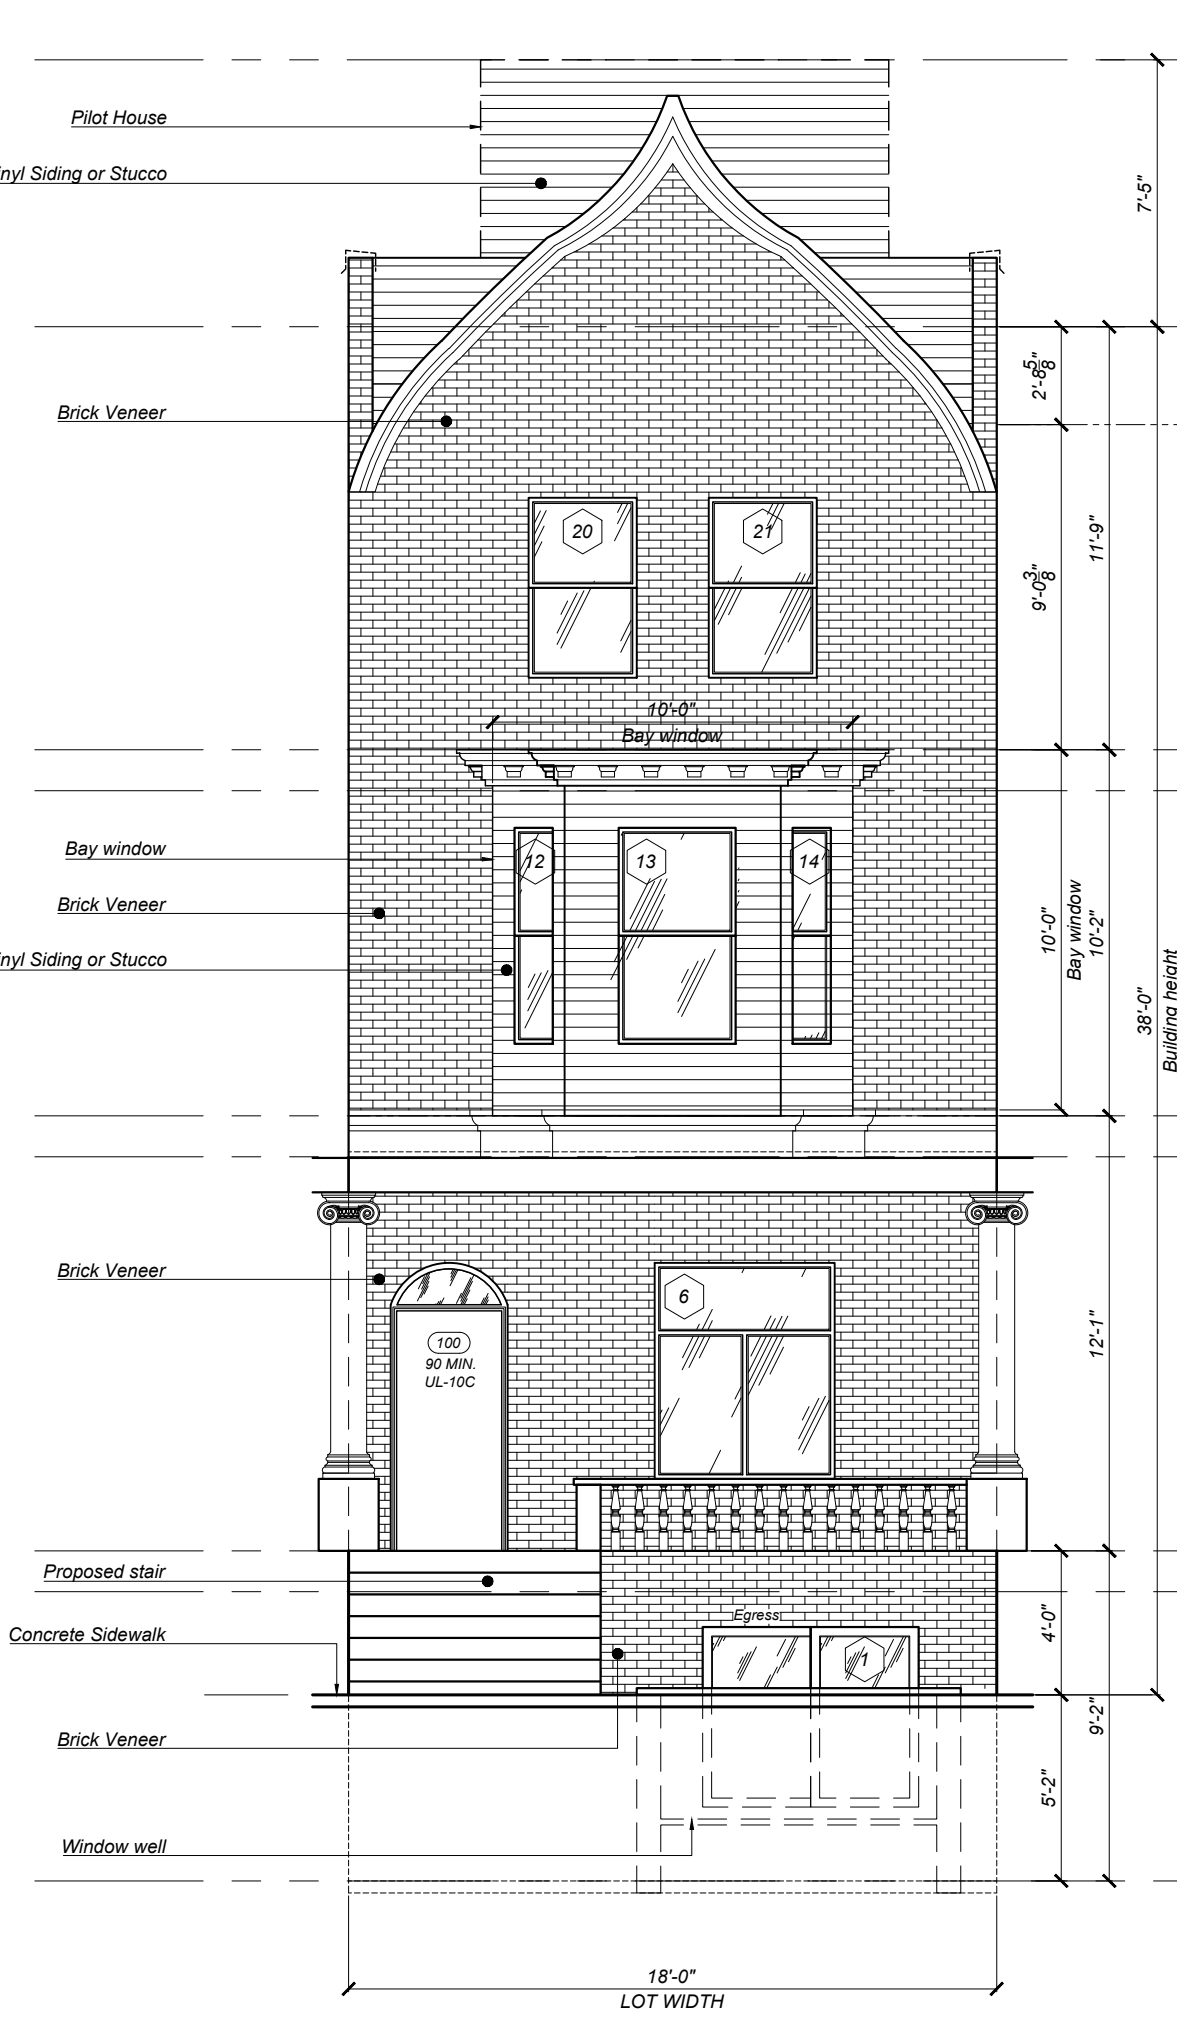 Pilot House
inyl Siding or Stucco
7'-5"
2'-8 5/8"
Brick Veneer
20
21
11'-9"
9'-0 3/8"
10'-0"
Bay window
Bay window
12
13
14
Brick Veneer
inyl Siding or Stucco
10'-0"
Bay window
10'-2"
38'-0"
Building height
Brick Veneer
6
100
90 MIN.
UL-10C
12'-1"
Proposed stair
Egress
Concrete Sidewalk
1
4'-0"
9'-2"
Brick Veneer
5'-2"
Window well
18'-0"
LOT WIDTH